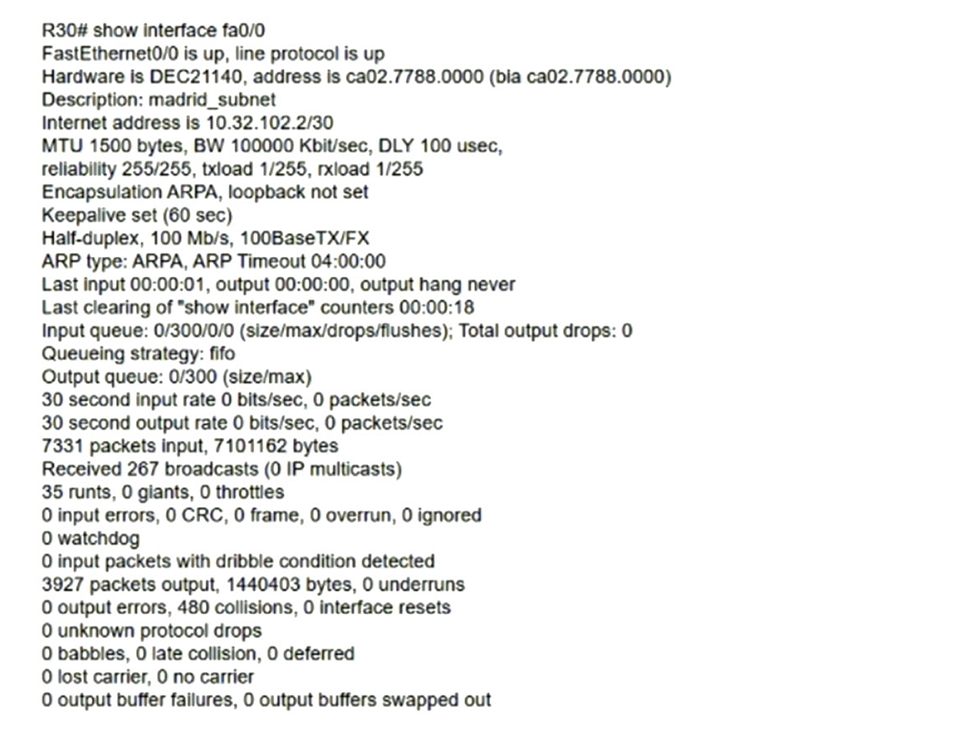 R30# show interface fa0/0
FastEthernet0/0 is up, line protocol is up
Hardware is DEC21140, address is ca02.7788.0000 (bia ca02.7788.0000)
Description: madrid_subnet
Internet address is 10.32.102.2/30
MTU 1500 bytes, BW 100000 Kbit/sec, DLY 100 usec,
reliability 255/255, txload 1/255, rxload 1/255
Encapsulation ARPA, loopback not set
Keepalive set (60 sec)
Half-duplex, 100 Mb/s, 100BaseTX/FX
ARP type: ARPA, ARP Timeout 04:00:00
Last input 00:00:01, output 00:00:00, output hang never
Last clearing of "show interface" counters 00:00:18
Input queue: 0/300/0/0 (size/max/drops/flushes); Total output drops: 0
Queueing strategy: fifo
Output queue: 0/300 (size/max)
30 second input rate 0 bits/sec, 0 packets/sec
30 second output rate 0 bits/sec, 0 packets/sec
7331 packets input, 7101162 bytes
Received 267 broadcasts (0 IP multicasts)
35 runts, 0 giants, 0 throttles
0 input errors, 0 CRC, 0 frame, 0 overrun, 0 ignored
0 watchdog
0 input packets with dribble condition detected
3927 packets output, 1440403 bytes, 0 underruns
0 output errors, 480 collisions, 0 interface resets
0 unknown protocol drops
0 babbles, 0 late collision, 0 deferred
0 lost carrier, 0 no carrier
0 output buffer failures, 0 output buffers swapped out